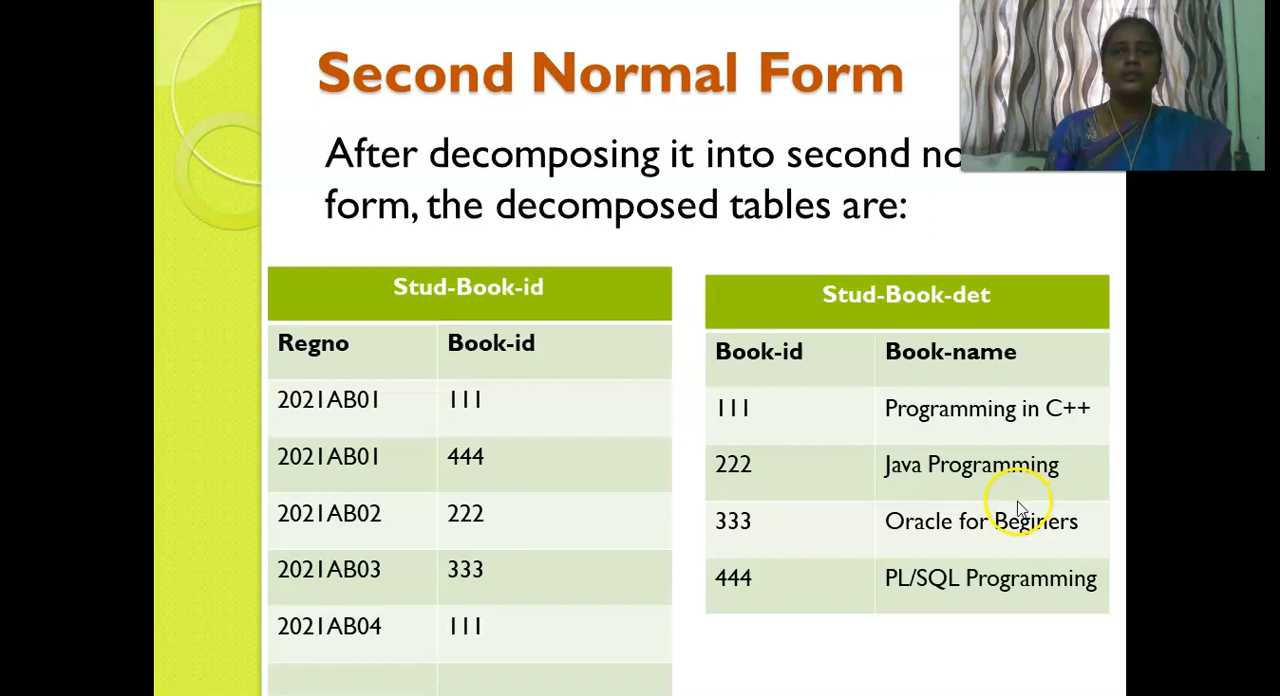 Second Normal Form
After decomposing it into second no
form, the decomposed tables are:
Stud-Book-id
Regno Book-id
2021AB01 111
2021AB01 444
2021AB02 222
2021AB03 333
2021AB04 111
Stud-Book-det
Book-id Book-name
111 Programming in C++
222 Java Programming
333 Oracle for Beginers
444 PL/SQL Programming